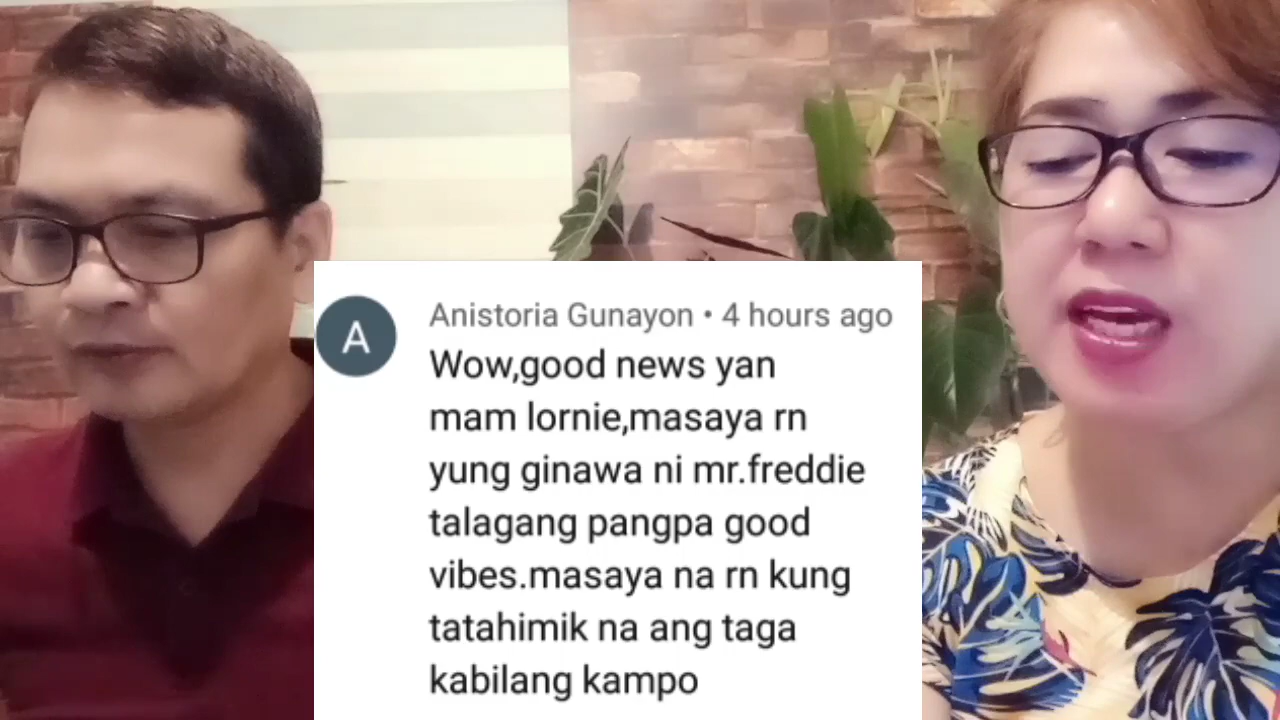 A
Anistoria Gunayon • 4 hours ago
Wow,good news yan
mam lornie,masaya rn
yung ginawa ni mr.freddie
talagang pangpa good
vibes.masaya na rn kung
tatahimik na ang taga
kabilang kampo